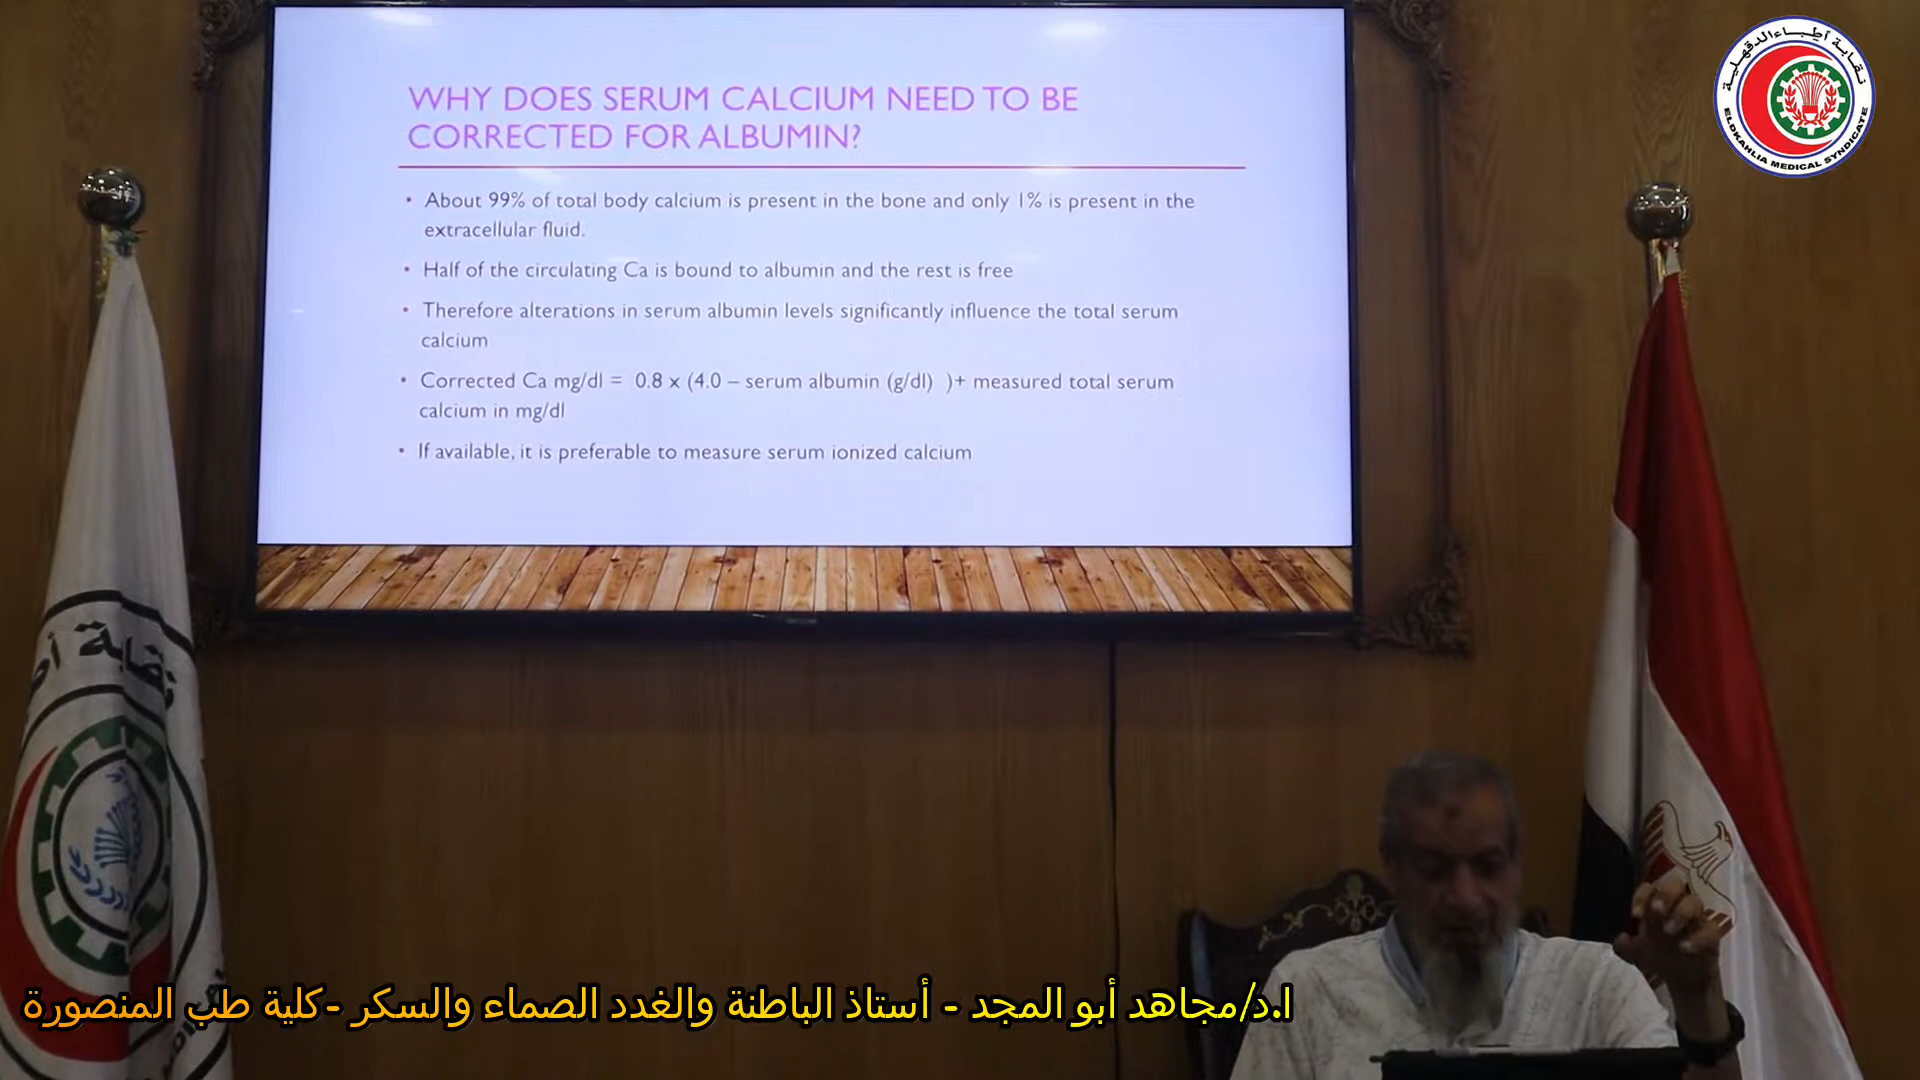 WHY DOES SERUM CALCIUM NEED TO BE
CORRECTED FOR ALBUMIN?
• About 99% of total body calcium is present in the bone and only 1% is present in the
extracellular fluid.
• Half of the circulating Ca is bound to albumin and the rest is free
• Therefore alterations in serum albumin levels significantly influence the total serum
calcium
• Corrected Ca mg/dl = 0.8 x (4.0 – serum albumin (g/dl) )+ measured total serum
calcium in mg/dl
• If available, it is preferable to measure serum ionized calcium
نقابة أطباء الدقهلية
ELDKAHLIA MEDICAL SYNDICATE
نقابة
ا.د/مجاهد أبو المجد - أستاذ الباطنة والغدد الصماء والسكر -كلية طب المنصورة